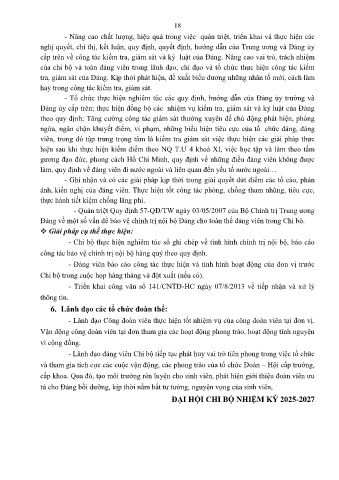 18
- Nâng cao chất lượng, hiệu quả trong việc quán triệt, triển khai và thực hiện các
nghị quyết, chỉ thị, kết luận, quy định, quyết định, hướng dẫn của Trung ương và Đảng ủy
cấp trên về công tác kiểm tra, giám sát và kỷ luật của Đảng. Nâng cao vai trò, trách nhiệm
của chi bộ và toàn đảng viên trong lãnh đạo, chỉ đạo và tổ chức thực hiện công tác kiểm
tra, giám sát của Đảng. Kịp thời phát hiện, đề xuất biểu dương những nhân tố mới, cách làm
hay trong công tác kiểm tra, giám sát.
- Tổ chức thực hiện nghiêm túc các quy định, hướng dẫn của Đảng ủy trường và
Đảng ủy cấp trên; thực hiện đồng bộ các nhiệm vụ kiểm tra, giám sát và kỷ luật của Đảng
theo quy định; Tăng cường công tác giám sát thường xuyên để chủ động phát hiện, phòng
ngừa, ngăn chặn khuyết điểm, vi phạm, những biểu hiện tiêu cực của tổ chức đảng, đảng
viên, trong đó tập trung trọng tâm là kiểm tra giám sát việc thực hiện các giải pháp thực
hiện sau khi thực hiện kiểm điểm theo NQ T.Ư 4 khoá XI, việc học tập và làm theo tấm
gương đạo đức, phong cách Hồ Chí Minh, quy định về những điều đảng viên không được
làm, quy định về đảng viên đi nước ngoài và liên quan đến yếu tố nước ngoài…
- Ghi nhận và có các giải pháp kịp thời trong giải quyết dứt điểm các tố cáo, phản
ánh, kiến nghị của đảng viên. Thực hiện tốt công tác phòng, chống tham nhũng, tiêu cực,
thực hành tiết kiệm chống lãng phí.
- Quán triệt Quy định 57-QĐ/TW ngày 03/05/2007 của Bộ Chính trị Trung ương
Đảng về một số vấn đề bảo vệ chính trị nội bộ Đảng cho toàn thể đảng viên trong Chi bộ.
❖ Giải pháp cụ thể thực hiện:
- Chi bộ thực hiện nghiêm túc sổ ghi chép về tình hình chính trị nội bộ, báo cáo
công tác bảo vệ chính trị nội bộ hàng quý theo quy định.
- Đảng viên báo cáo công tác thực hiện và tình hình hoạt động của đơn vị trước
Chi bộ trong cuộc họp hàng tháng và đột xuất (nếu có).
- Triển khai công văn số 141/CNTĐ-HC ngày 07/8/2013 về tiếp nhận và xử lý
thông tin.
6. Lãnh đạo các tổ chức đoàn thể:
- Lãnh đạo Công đoàn viên thực hiện tốt nhiệm vụ của công đoàn viên tại đơn vị.
Vận động công đoàn viên tại đơn tham gia các hoạt động phong trào, hoạt động tình nguyện
vì cộng đồng.
- Lãnh đạo đảng viên Chi bộ tiếp tục phát huy vai trò tiên phong trong việc tổ chức
và tham gia tích cực các cuộc vận động, các phong trào của tổ chức Đoàn – Hội cấp trường,
cấp khoa. Qua đó, tạo môi trường rèn luyện cho sinh viên, phát hiện giới thiệu đoàn viên ưu
tú cho Đảng bồi dưỡng, kịp thời nắm bắt tư tưởng, nguyện vọng của sinh viên,
ĐẠI HỘI CHI BỘ NHIỆM KỲ 2025-2027